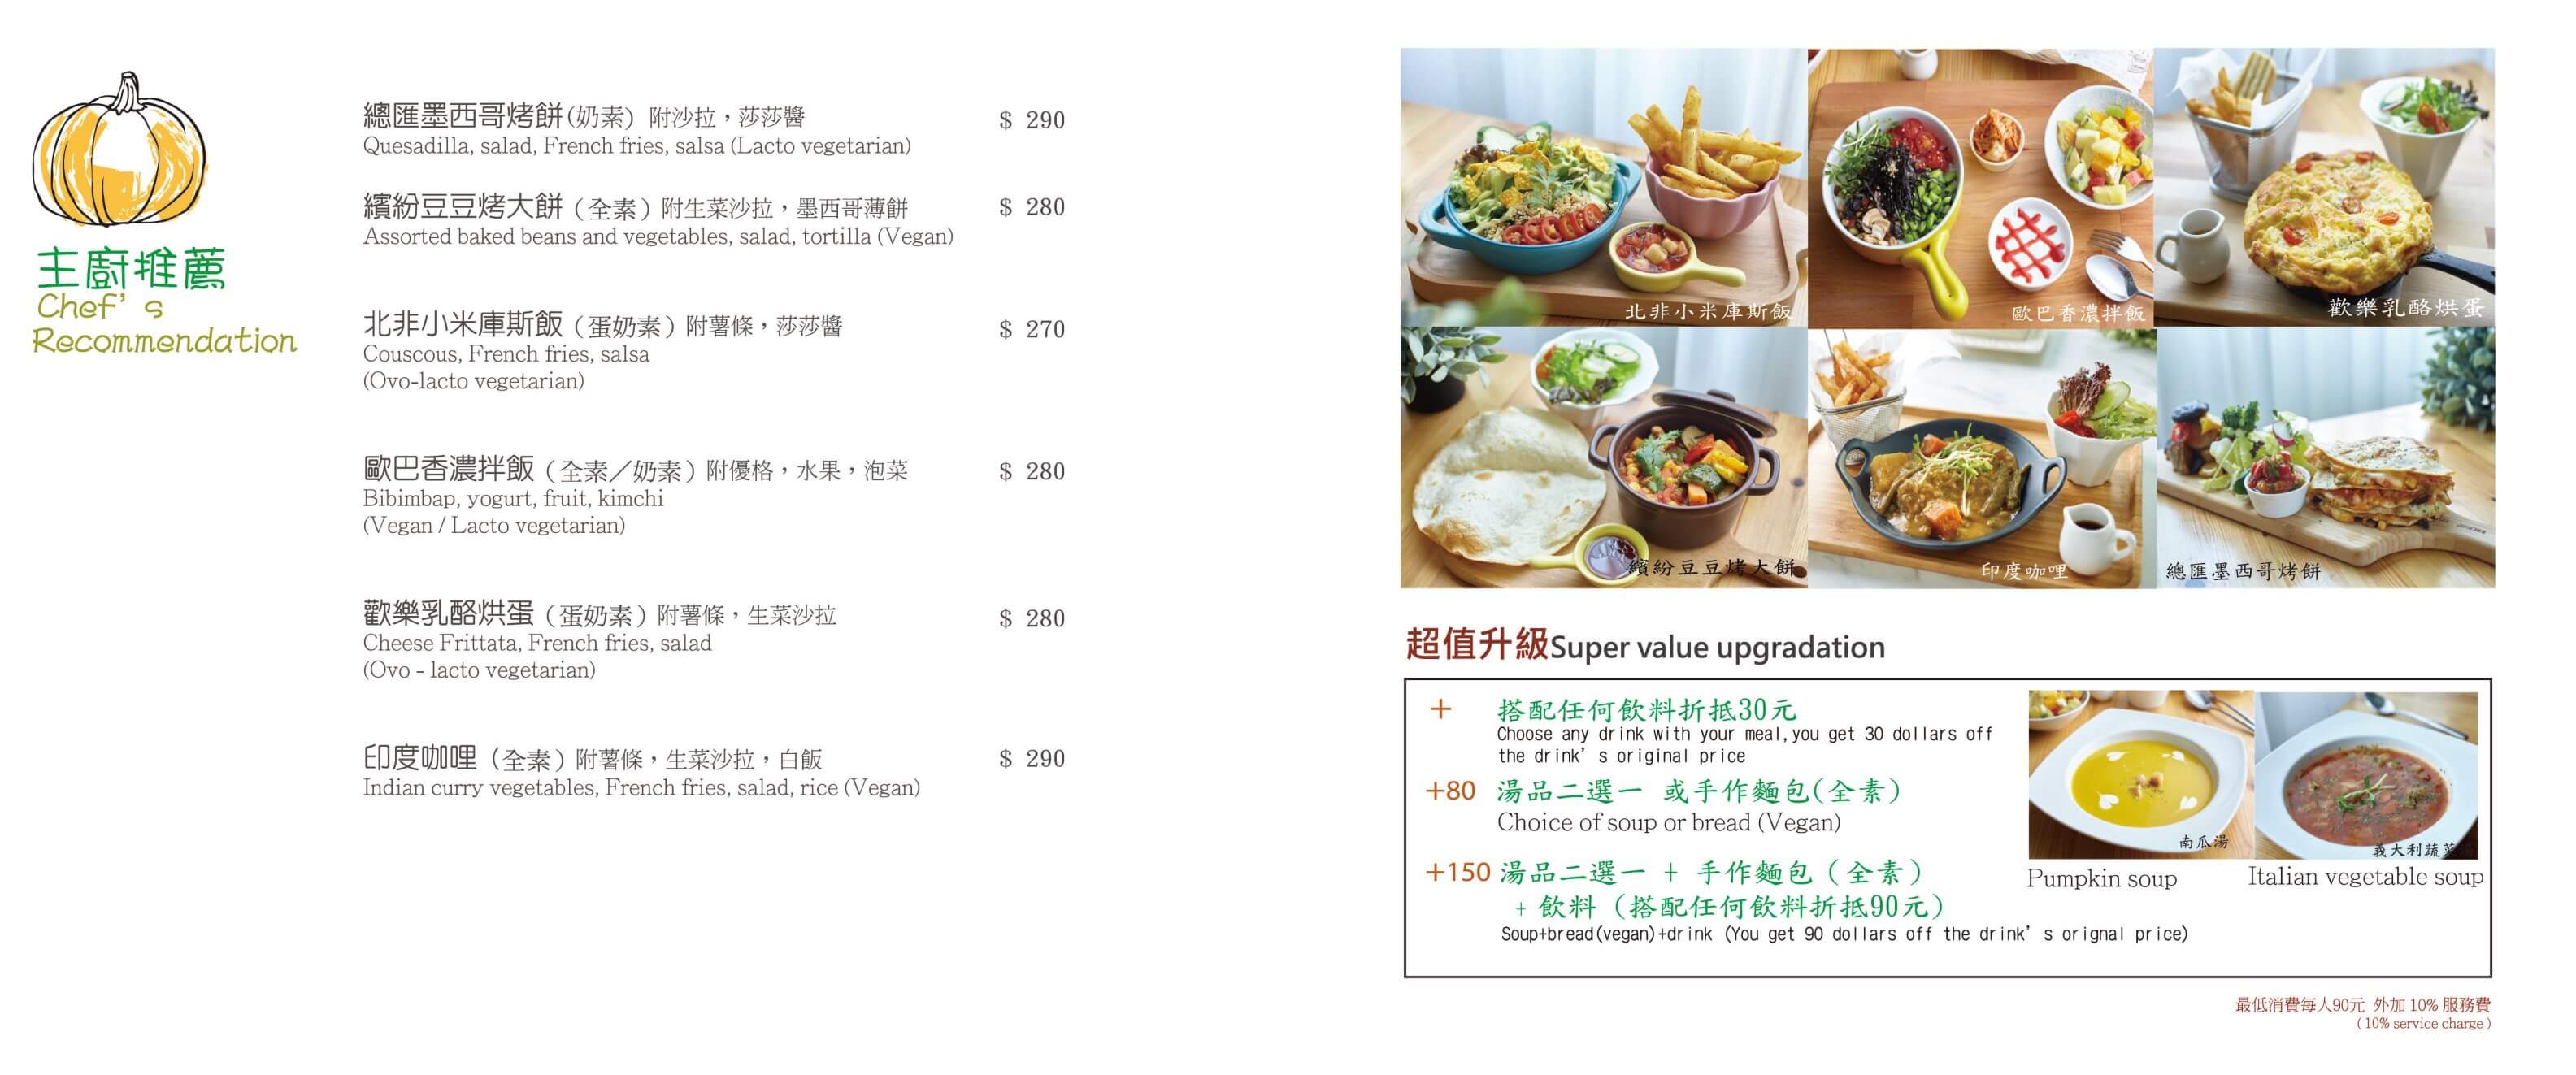 主廚推薦
Chef’s
Recommendation
總匯墨西哥烤餅(奶素) 附沙拉，莎莎醬 $ 290
Quesadilla, salad, French fries, salsa (Lacto vegetarian)
繽紛豆豆烤大餅（全素）附生菜沙拉，墨西哥薄餅 $ 280
Assorted baked beans and vegetables, salad, tortilla (Vegan)
北非小米庫斯飯（蛋奶素）附薯條，莎莎醬 $ 270
Couscous, French fries, salsa
(Ovo-lacto vegetarian)
歐巴香濃拌飯（全素／奶素）附優格，水果，泡菜 $ 280
Bibimbap, yogurt, fruit, kimchi
(Vegan / Lacto vegetarian)
歡樂乳酪烘蛋（蛋奶素）附薯條，生菜沙拉 $ 280
Cheese Frittata, French fries, salad
(Ovo - lacto vegetarian)
印度咖哩（全素）附薯條，生菜沙拉，白飯 $ 290
Indian curry vegetables, French fries, salad, rice (Vegan)
北非小米庫斯飯
歐巴香濃拌飯
歡樂乳酪烘蛋
繽紛豆豆烤大餅
印度咖哩
總匯墨西哥烤餅
超值升級Super value upgradation
+ 搭配任何飲料折抵30元
Choose any drink with your meal,you get 30 dollars off
the drink’s original price
+80 湯品二選一 或手作麵包(全素)
Choice of soup or bread (Vegan)
+150 湯品二選一 + 手作麵包（全素）
+ 飲料（搭配任何飲料折抵90元）
Soup+bread(vegan)+drink (You get 90 dollars off the drink’s orignal price)
南瓜湯
義大利蔬菜
Pumpkin soup
Italian vegetable soup
最低消費每人90元 外加 10% 服務費
( 10% service charge )